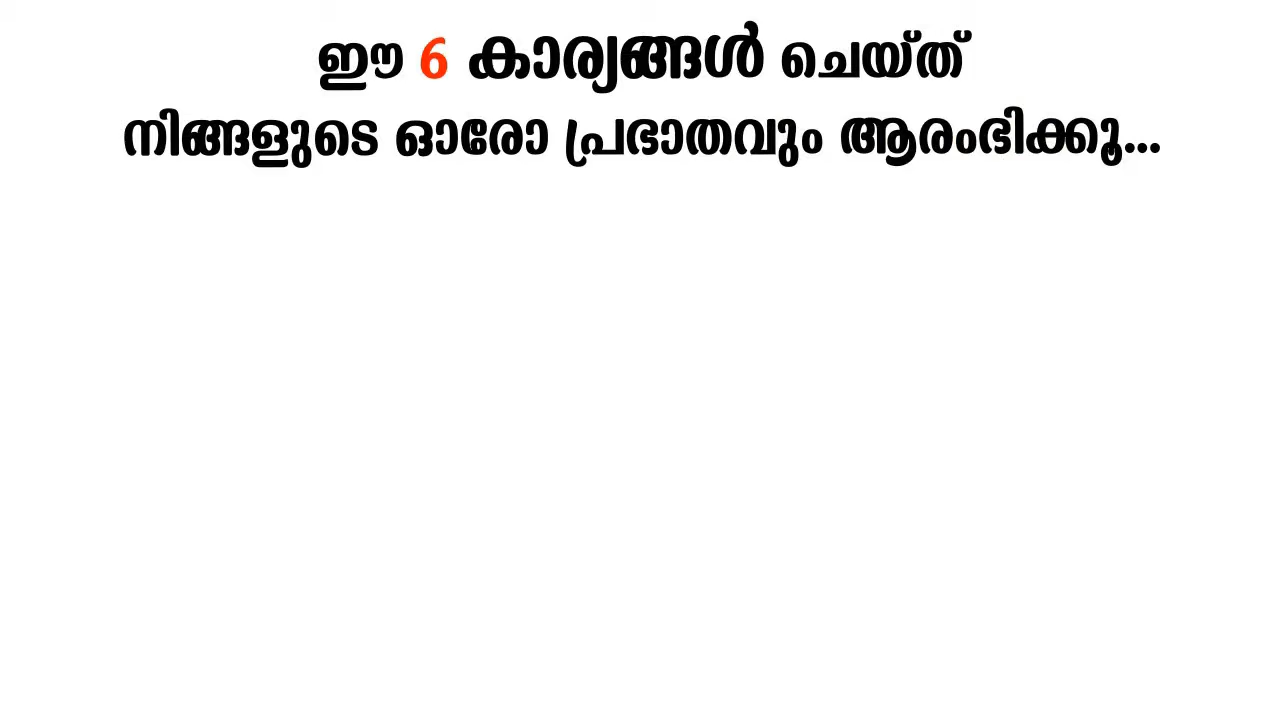 ഈ 6 കാര്യങ്ങൾ ചെയ്ത്
നിങ്ങളുടെ ഓരോ പ്രഭാതവും ആരംഭിക്കൂ...